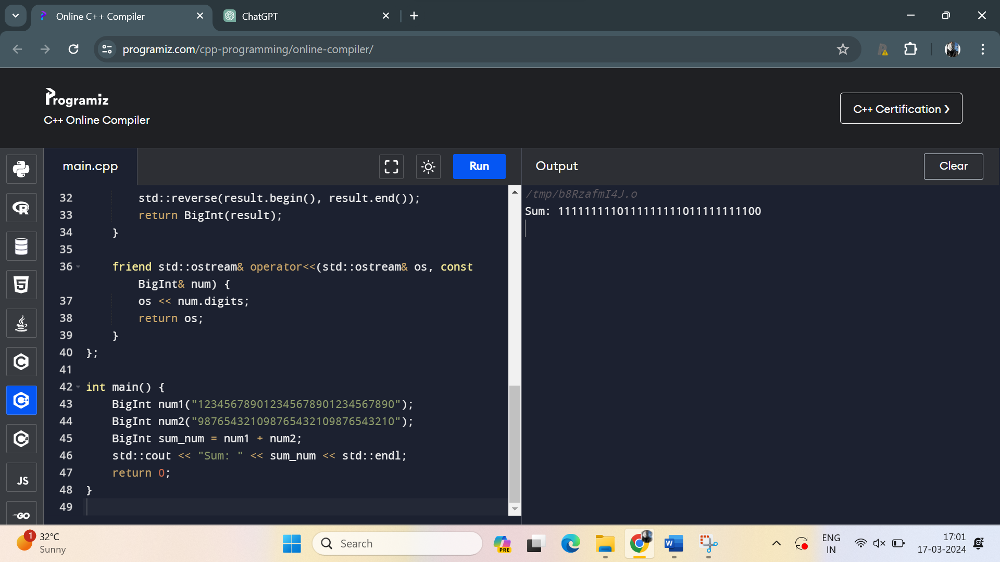 Online C++ Compiler
ChatGPT
programiz.com/cpp-programming/online-compiler/
Programiz
C++ Online Compiler
C++ Certification ❯
main.cpp
Run
Output
Clear
32 std::reverse(result.begin(), result.end());
33 return BigInt(result);
34 }
35
36 friend std::ostream& operator<<(std::ostream& os, const
BigInt& num) {
37 os << num.digits;
38 return os;
39 }
40 };
41
42 int main() {
43 BigInt num1("123456789012345678901234567890");
44 BigInt num2("987654321098765432109876543210");
45 BigInt sum_num = num1 + num2;
46 std::cout << "Sum: " << sum_num << std::endl;
47 return 0;
48 }
49
/tmp/b8RzafmI4J.o
Sum: 1111111110111111111011111111100
R
5
C
C
C
JS
GO
1
32°C
Sunny
Search
PRE
W
ENG
IN
17:01
17-03-2024